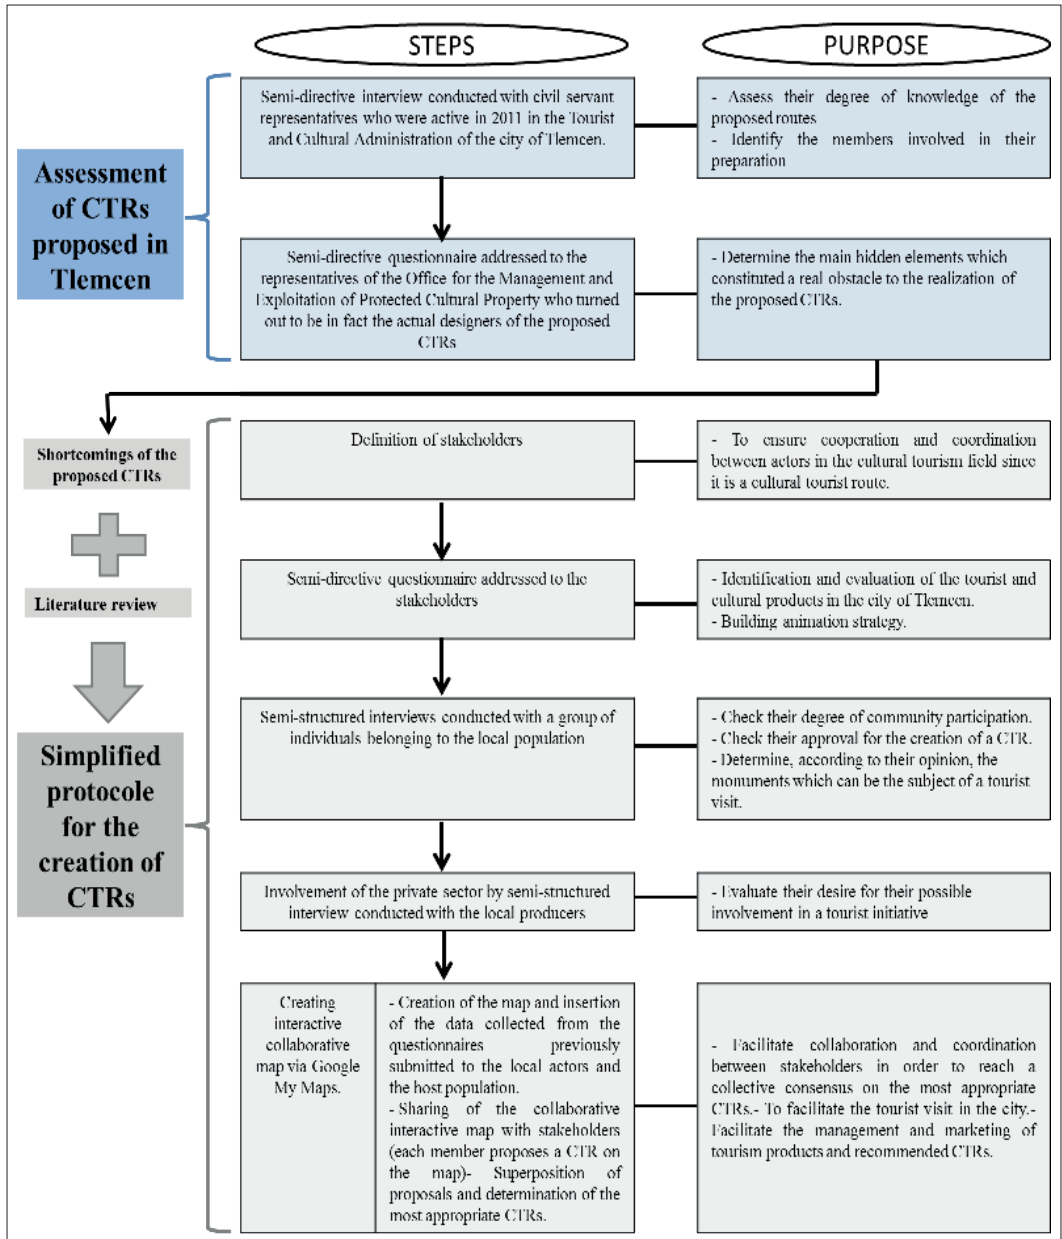 STEPS
PURPOSE
Assessment
of CTRs
proposed in
Tlemcen
Semi-directive interview conducted with civil servant
representatives who were active in 2011 in the Tourist
and Cultural Administration of the city of Tlemcen.
- Assess their degree of knowledge of the
proposed routes
- Identify the members involved in their
preparation
Semi-directive questionnaire addressed to the
representatives of the Office for the Management and
Exploitation of Protected Cultural Property who turned
out to be in fact the actual designers of the proposed
CTRs
- Determine the main hidden elements which
constituted a real obstacle to the realization of
the proposed CTRs.
Shortcomings of the
proposed CTRs
Literature review
Simplified
protocole
for the
creation of
CTRs
Definition of stakeholders
- To ensure cooperation and coordination
between actors in the cultural tourism field since
it is a cultural tourist route.
Semi-directive questionnaire addressed to the
stakeholders
- Identification and evaluation of the tourist and
cultural products in the city of Tlemcen.
- Building animation strategy.
Semi-structured interviews conducted with a group of
individuals belonging to the local population
- Check their degree of community participation.
- Check their approval for the creation of a CTR.
- Determine, according to their opinion, the
monuments which can be the subject of a tourist
visit.
Involvement of the private sector by semi-structured
interview conducted with the local producers
- Evaluate their desire for their possible
involvement in a tourist initiative
Creating
interactive
collaborative
map via Google
My Maps.
- Creation of the map and insertion
of the data collected from the
questionnaires previously
submitted to the local actors and
the host population.
- Sharing of the collaborative
interactive map with stakeholders
(each member proposes a CTR on
the map)- Superposition of
proposals and determination of the
most appropriate CTRs.
- Facilitate collaboration and coordination
between stakeholders in order to reach a
collective consensus on the most appropriate
CTRs.- To facilitate the tourist visit in the city.-
Facilitate the management and marketing of
tourism products and recommended CTRs.